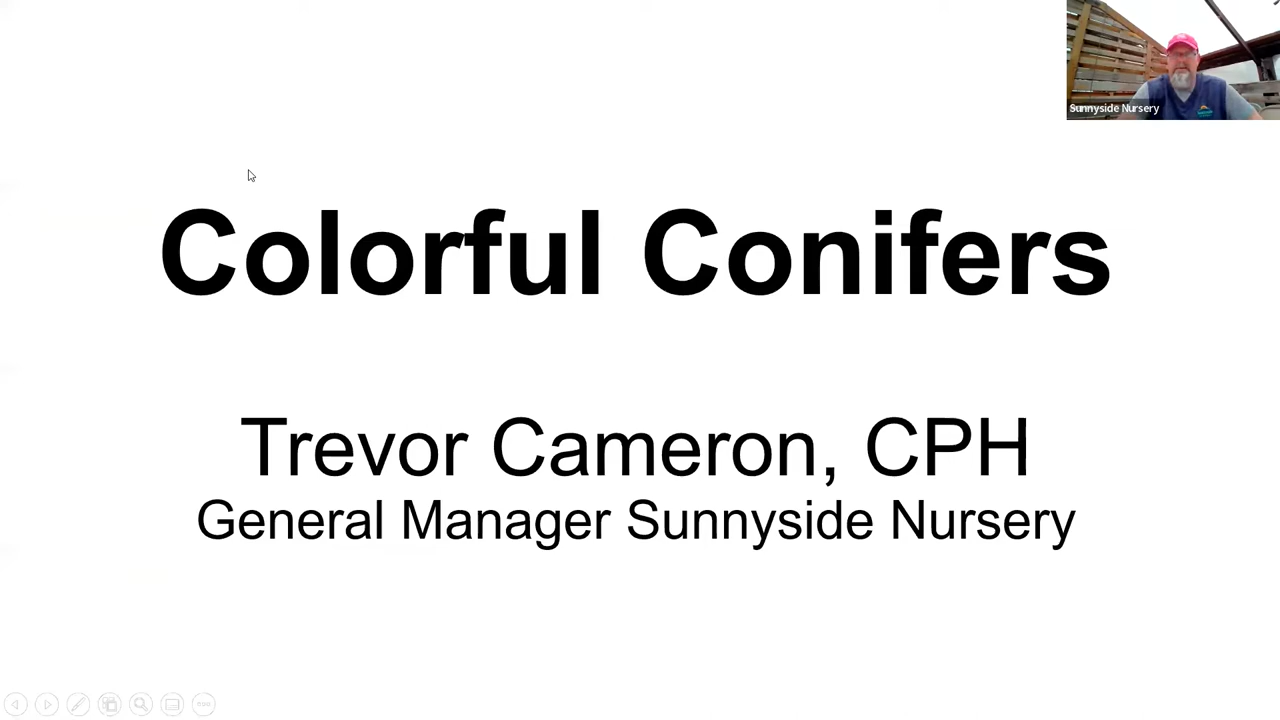 Sunnyside Nursery
Colorful Conifers
Trevor Cameron, CPH
General Manager Sunnyside Nursery